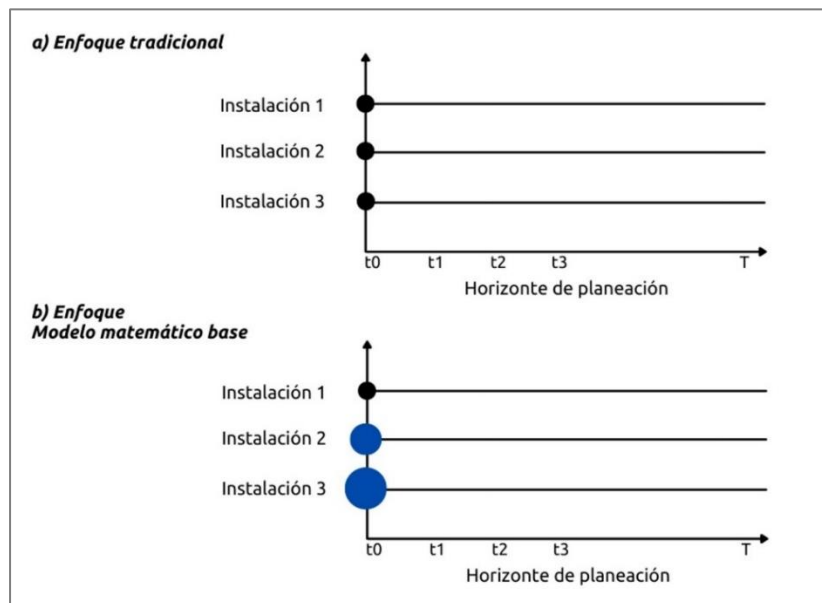 a) Enfoque tradicional
Instalación 1
Instalación 2
Instalación 3
t0 t1 t2 t3 T
Horizonte de planeación
b) Enfoque
Modelo matemático base
Instalación 1
Instalación 2
Instalación 3
t0 t1 t2 t3 T
Horizonte de planeación